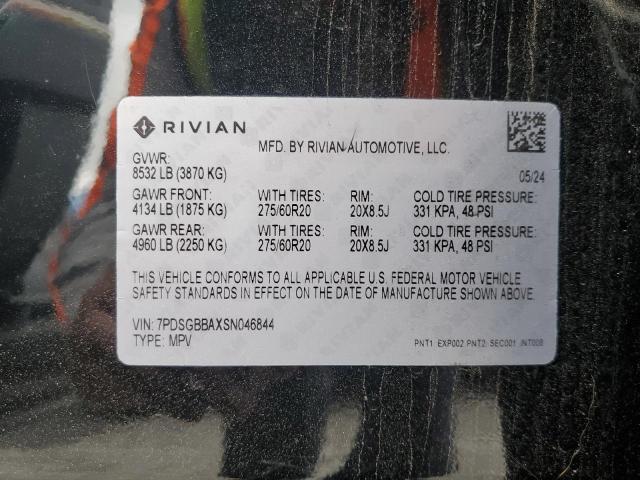 RIVIAN
MFD. BY RIVIAN AUTOMOTIVE, LLC.
GVWR:
8532 LB (3870 KG) 05/24
GAWR FRONT: WITH TIRES: RIM: COLD TIRE PRESSURE:
4134 LB (1875 KG) 275/60R20 20X8.5J 331 KPA, 48 PSI
GAWR REAR: WITH TIRES: RIM: COLD TIRE PRESSURE:
4960 LB (2250 KG) 275/60R20 20X8.5J 331 KPA, 48 PSI
THIS VEHICLE CONFORMS TO ALL APPLICABLE U.S. FEDERAL MOTOR VEHICLE
SAFETY STANDARDS IN EFFECT ON THE DATE OF MANUFACTURE SHOWN ABOVE.
VIN: 7PDSGBBAXSN046844
TYPE: MPV PNT1: EXP002 PNT2: SEC001 INT008